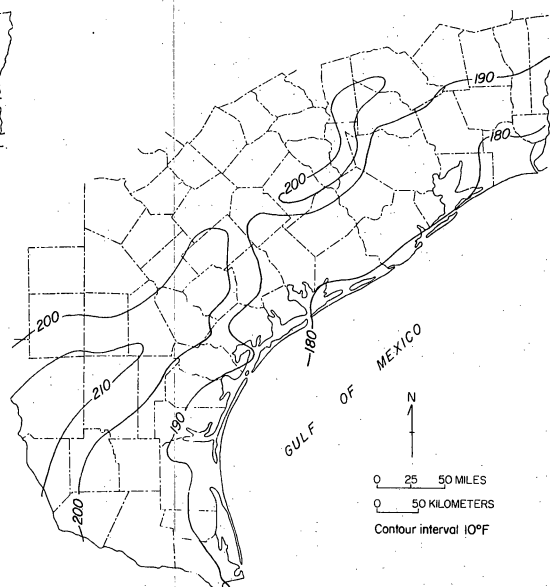 190
180
200
200
-180
GULF OF MEXICO
210
190
200
N
0 25 50 MILES
0 50 KILOMETERS
Contour interval 10°F